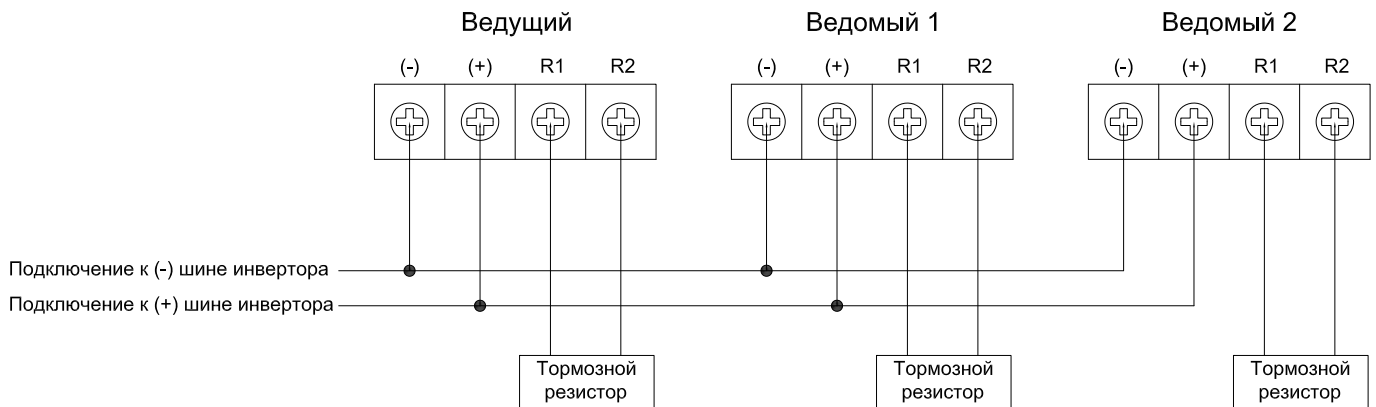 Ведущий
Ведомый 1
Ведомый 2
(-) (+) R1 R2
(-) (+) R1 R2
(-) (+) R1 R2
Подключение к (-) шине инвертора
Подключение к (+) шине инвертора
Тормозной
резистор
Тормозной
резистор
Тормозной
резистор